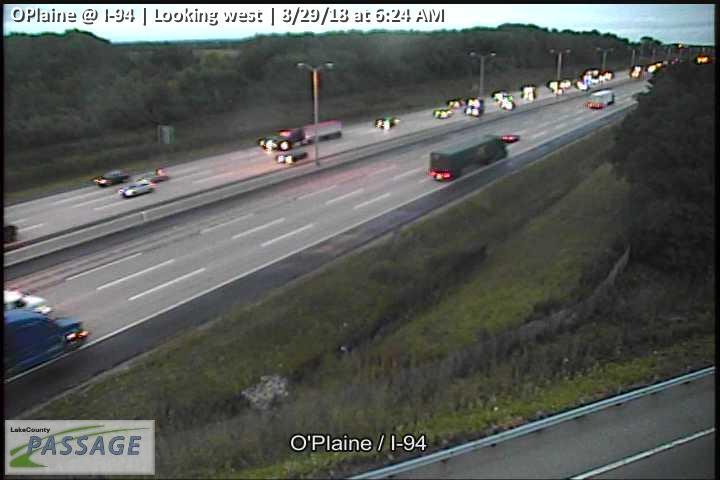 OPlaine @ I-94 | Looking west | 8/29/18 at 6:24 AM
LakeCounty
PASSAGE
O'Plaine / I-94